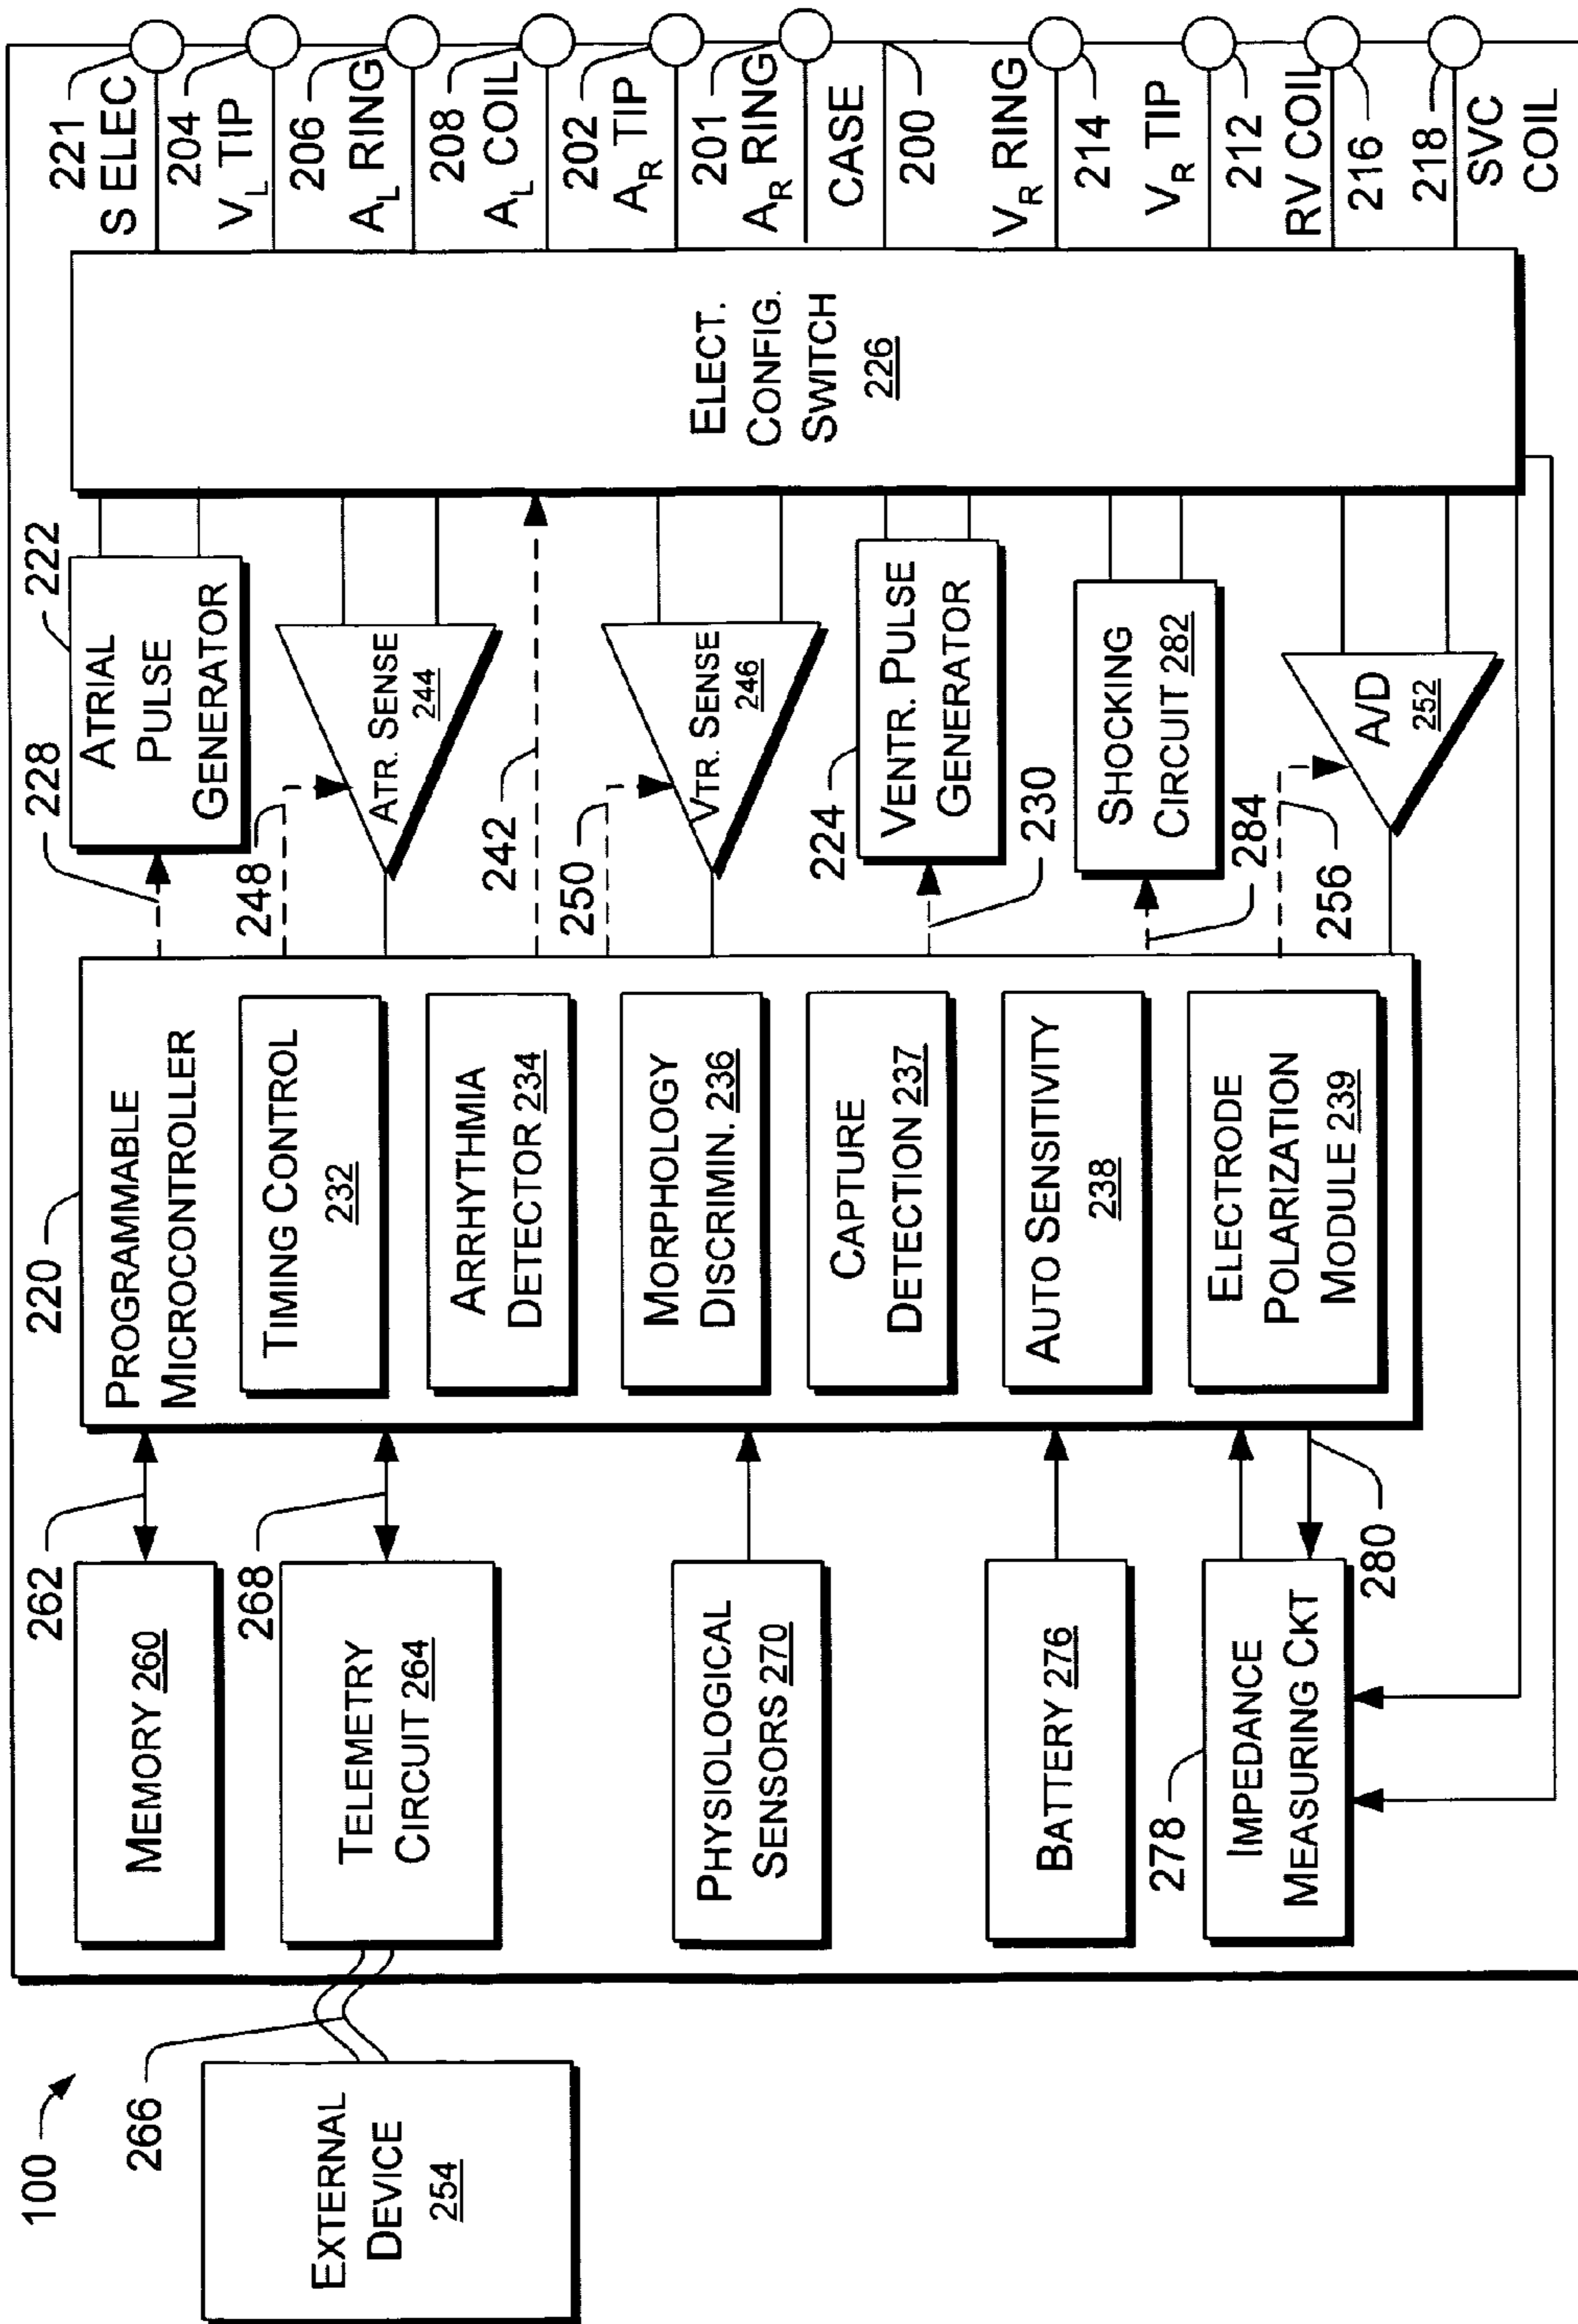 100
266
EXTERNAL
DEVICE
254
262
MEMORY 260
268
TELEMETRY
CIRCUIT 264
PHYSIOLOGICAL
SENSORS 270
BATTERY 276
278
IMPEDANCE
MEASURING CKT
280
220
PROGRAMMABLE
MICROCONTROLLER
TIMING CONTROL
232
ARRHYTHMIA
DETECTOR 234
MORPHOLOGY
DISCRIMIN. 236
CAPTURE
DETECTION 237
AUTO SENSITIVITY
238
ELECTRODE
POLARIZATION
MODULE 239
228
222
ATRIAL
PULSE
GENERATOR
248
ATR. SENSE
244
242
250
VTR. SENSE
246
224
VENTR. PULSE
GENERATOR
230
SHOCKING
CIRCUIT 282
284
256
A/D
252
ELECT.
CONFIG.
SWITCH
226
221
S ELEC
204
VL TIP
206
AL RING
208
AL COIL
202
AR TIP
201
AR RING
CASE
200
VR RING
214
VR TIP
212
RV COIL
216
218
SVC
COIL